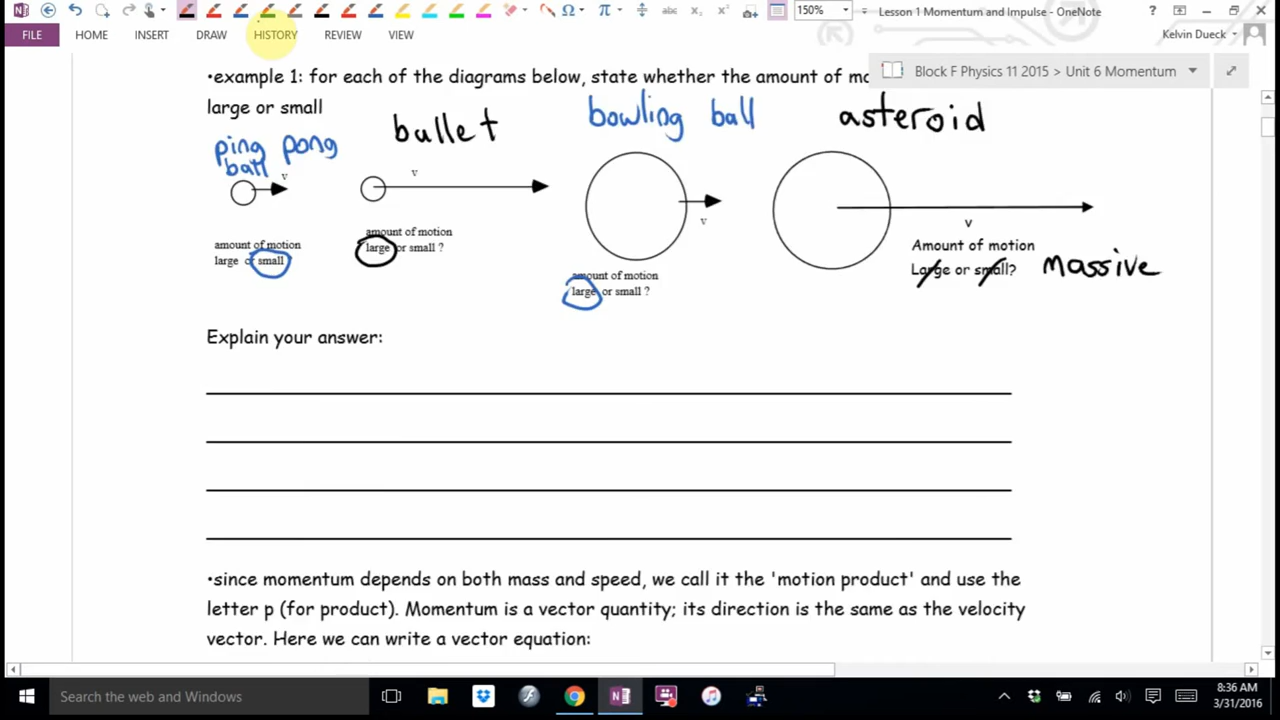 150%
Lesson 1 Momentum and Impulse - OneNote
FILE HOME INSERT DRAW HISTORY REVIEW VIEW
Kelvin Dueck
Block F Physics 11 2015 > Unit 6 Momentum
•example 1: for each of the diagrams below, state whether the amount of
large or small
ping pong
ball
bullet
bowling ball
asteroid
v
v
v
v
amount of motion
large or small
amount of motion
large or small ?
amount of motion
large or small ?
Amount of motion
Large or small?
Massive
Explain your answer:
•since momentum depends on both mass and speed, we call it the 'motion product' and use the
letter p (for product). Momentum is a vector quantity; its direction is the same as the velocity
vector. Here we can write a vector equation:
Search the web and Windows
8:36 AM
3/31/2016